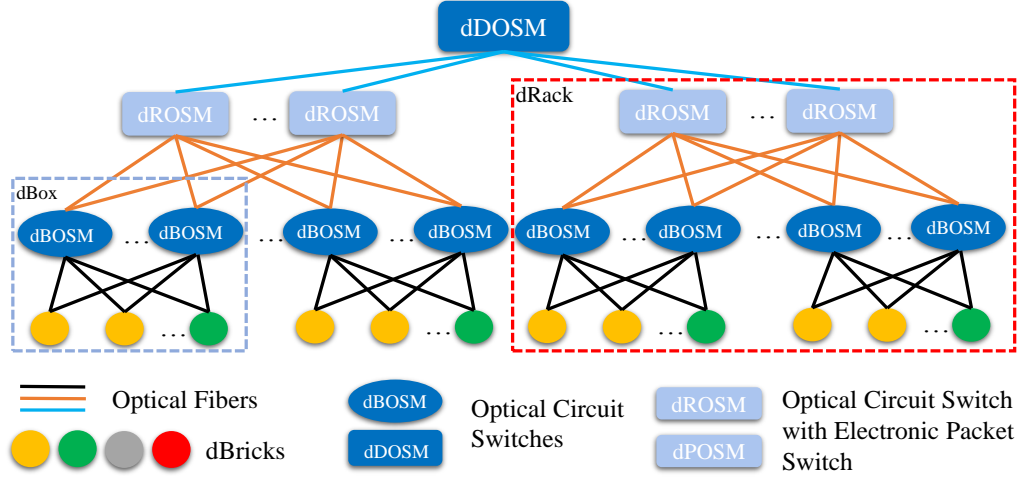 dDOSM
dRack
dROSM
...
dROSM
dROSM
...
dROSM
dBox
dBOSM
...
dBOSM
...
dBOSM
...
dBOSM
dBOSM
...
dBOSM
...
dBOSM
...
dBOSM
...
...
...
...
Optical Fibers
dBOSM
dDOSM
Optical Circuit
Switches
dROSM
dPOSM
Optical Circuit Switch
with Electronic Packet
Switch
dBricks